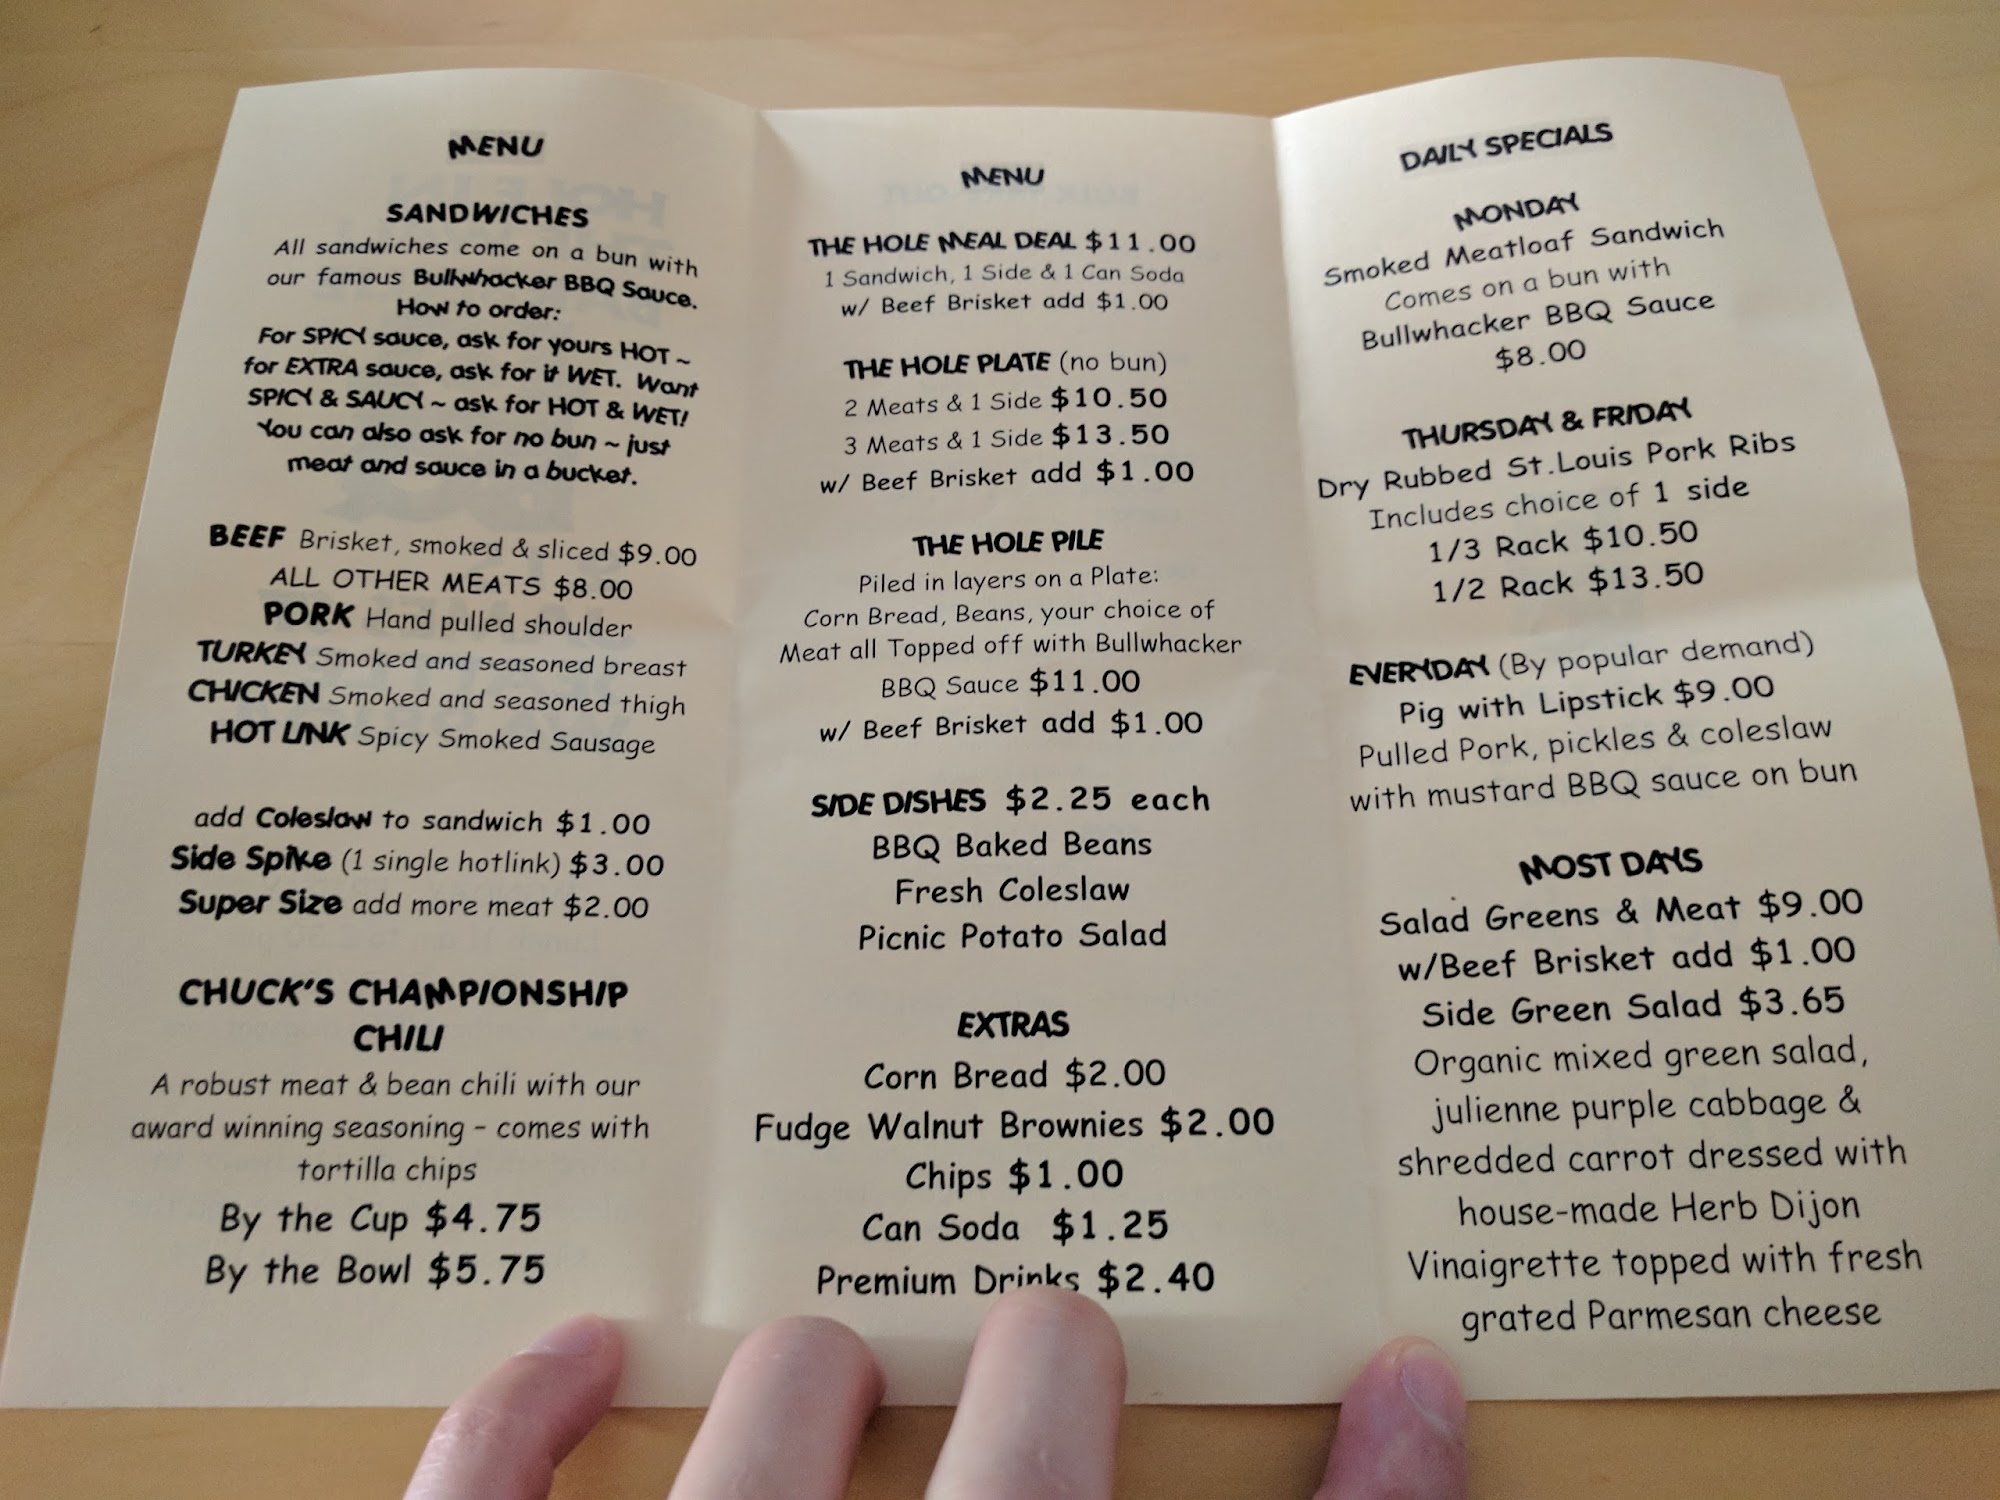 MENU
SANDWICHES
All sandwiches come on a bun with
our famous Bullwhacker BBQ Sauce.
How to order:
For SPICY sauce, ask for yours HOT ~
for EXTRA sauce, ask for it WET. Want
SPICY & SAUCY ~ ask for HOT & WET!
You can also ask for no bun ~ just
meat and sauce in a bucket.
BEEF Brisket, smoked & sliced $9.00
ALL OTHER MEATS $8.00
PORK Hand pulled shoulder
TURKEY Smoked and seasoned breast
CHICKEN Smoked and seasoned thigh
HOT LINK Spicy Smoked Sausage
add Coleslaw to sandwich $1.00
Side Spike (1 single hotlink) $3.00
Super Size add more meat $2.00
CHUCK'S CHAMPIONSHIP
CHILI
A robust meat & bean chili with our
award winning seasoning - comes with
tortilla chips
By the Cup $4.75
By the Bowl $5.75
MENU
THE HOLE MEAL DEAL $11.00
1 Sandwich, 1 Side & 1 Can Soda
w/ Beef Brisket add $1.00
THE HOLE PLATE (no bun)
2 Meats & 1 Side $10.50
3 Meats & 1 Side $13.50
w/ Beef Brisket add $1.00
THE HOLE PILE
Piled in layers on a Plate:
Corn Bread, Beans, your choice of
Meat all Topped off with Bullwhacker
BBQ Sauce $11.00
w/ Beef Brisket add $1.00
SIDE DISHES $2.25 each
BBQ Baked Beans
Fresh Coleslaw
Picnic Potato Salad
EXTRAS
Corn Bread $2.00
Fudge Walnut Brownies $2.00
Chips $1.00
Can Soda $1.25
Premium Drinks $2.40
DAILY SPECIALS
MONDAY
Smoked Meatloaf Sandwich
Comes on a bun with
Bullwhacker BBQ Sauce
$8.00
THURSDAY & FRIDAY
Dry Rubbed St.Louis Pork Ribs
Includes choice of 1 side
1/3 Rack $10.50
1/2 Rack $13.50
EVERYDAY (By popular demand)
Pig with Lipstick $9.00
Pulled Pork, pickles & coleslaw
with mustard BBQ sauce on bun
MOST DAYS
Salad Greens & Meat $9.00
w/Beef Brisket add $1.00
Side Green Salad $3.65
Organic mixed green salad,
julienne purple cabbage &
shredded carrot dressed with
house-made Herb Dijon
Vinaigrette topped with fresh
grated Parmesan cheese